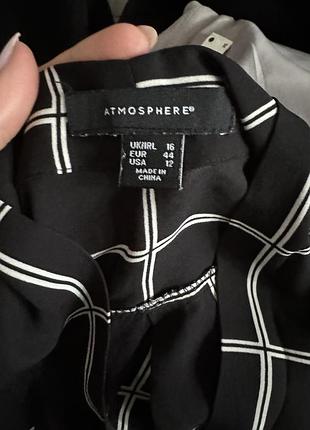 ATMOSPHERE®
UK/IRL 16
EUR 44
USA 12
MADE IN
CHINA